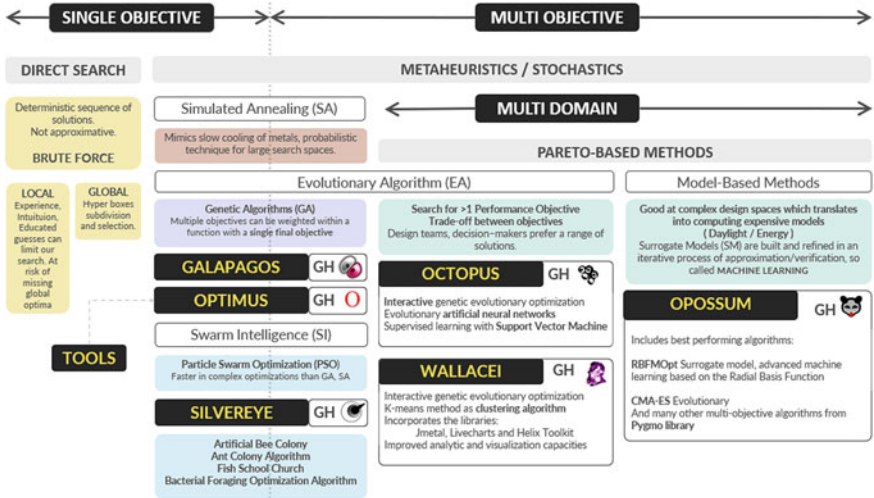 SINGLE OBJECTIVE
MULTI OBJECTIVE
DIRECT SEARCH
METAHEURISTICS / STOCHASTICS
Deterministic sequence of
solutions.
Not approximative.
BRUTE FORCE
LOCAL
Experience,
Intuituion,
Educated
guesses can
limit our
search. At
risk of
missing
global
optima
GLOBAL
Hyper boxes
subdivision
and selection.
TOOLS
Simulated Annealing (SA)
Mimics slow cooling of metals, probabilistic
technique for large search spaces.
MULTI DOMAIN
PARETO-BASED METHODS
Evolutionary Algorithm (EA)
Model-Based Methods
Genetic Algorithms (GA)
Multiple objectives can be weighted within a
function with a single final objective
GALAPAGOS
GH
OPTIMUS
GH O
Swarm Intelligence (SI)
Particle Swarm Optimization (PSO)
Faster in complex optimizations than GA, SA
SILVEREYE
GH
Artificial Bee Colony
Ant Colony Algorithm
Fish School Church
Bacterial Foraging Optimization Algorithm
Search for >1 Performance Objective
Trade-off between objectives
Design teams, decision-makers prefer a range of
solutions.
OCTOPUS
GH
Interactive genetic evolutionary optimization
Evolutionary artificial neural networks
Supervised learning with Support Vector Machine
WALLACEI
GH
Interactive genetic evolutionary optimization
K-means method as clustering algorithm
Incorporates the libraries:
Jmetal, Livecharts and Helix Toolkit
Improved analytic and visualization capacities
Good at complex design spaces which translates
into computing expensive models
( Daylight / Energy )
Surrogate Models (SM) are built and refined in an
iterative process of approximation/verification, so
called MACHINE LEARNING
OPOSSUM
GH
Includes best performing algorithms:
RBFMOpt Surrogate model, advanced machine
learning based on the Radial Basis Function
CMA-ES Evolutionary
And many other multi-objective algorithms from
Pygmo library